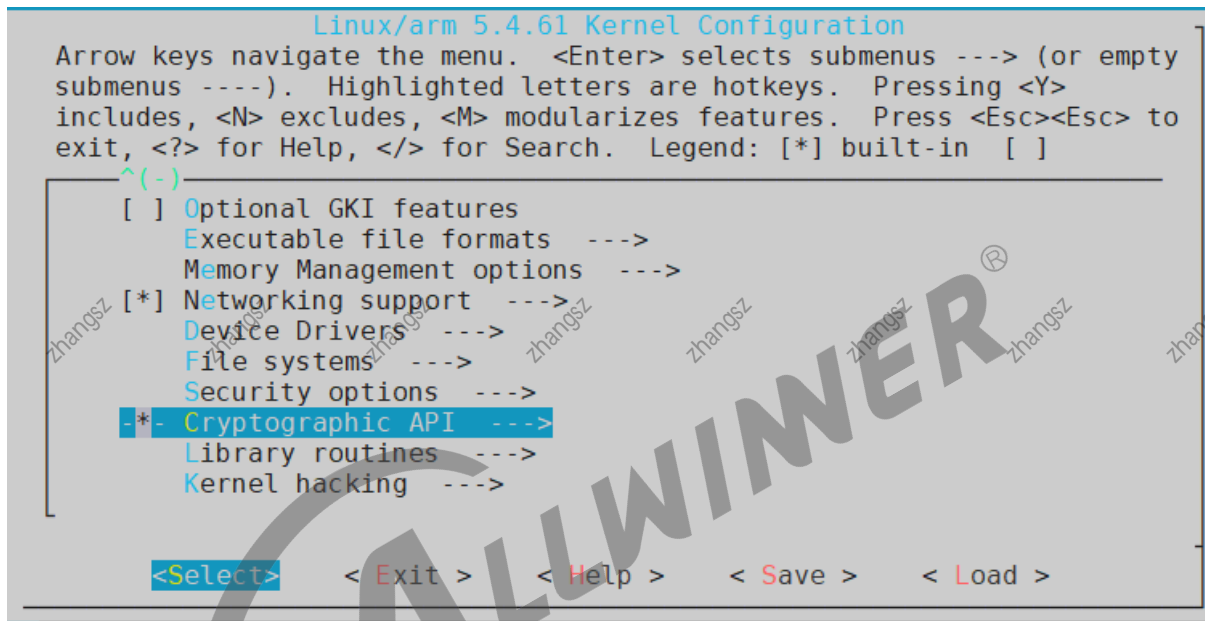 Linux/arm 5.4.61 Kernel Configuration
Arrow keys navigate the menu.  <Enter> selects submenus ---> (or empty
submenus ----).  Highlighted letters are hotkeys.  Pressing <Y>
includes, <N> excludes, <M> modularizes features.  Press <Esc><Esc> to
exit, <?> for Help, </> for Search.  Legend: [*] built-in  [ ]
^(-)
[ ] Optional GKI features
Executable file formats  --->
Memory Management options  --->
[*] Networking support  --->
Device Drivers  --->
File systems  --->
Security options  --->
-*- Cryptographic API  --->
Library routines  --->
Kernel hacking  --->
<Select>    < Exit >    < Help >    < Save >    < Load >
ALLWINNER®
zhangsz zhangsz zhangsz zhangsz zhangsz zhangsz zhangsz
zhan